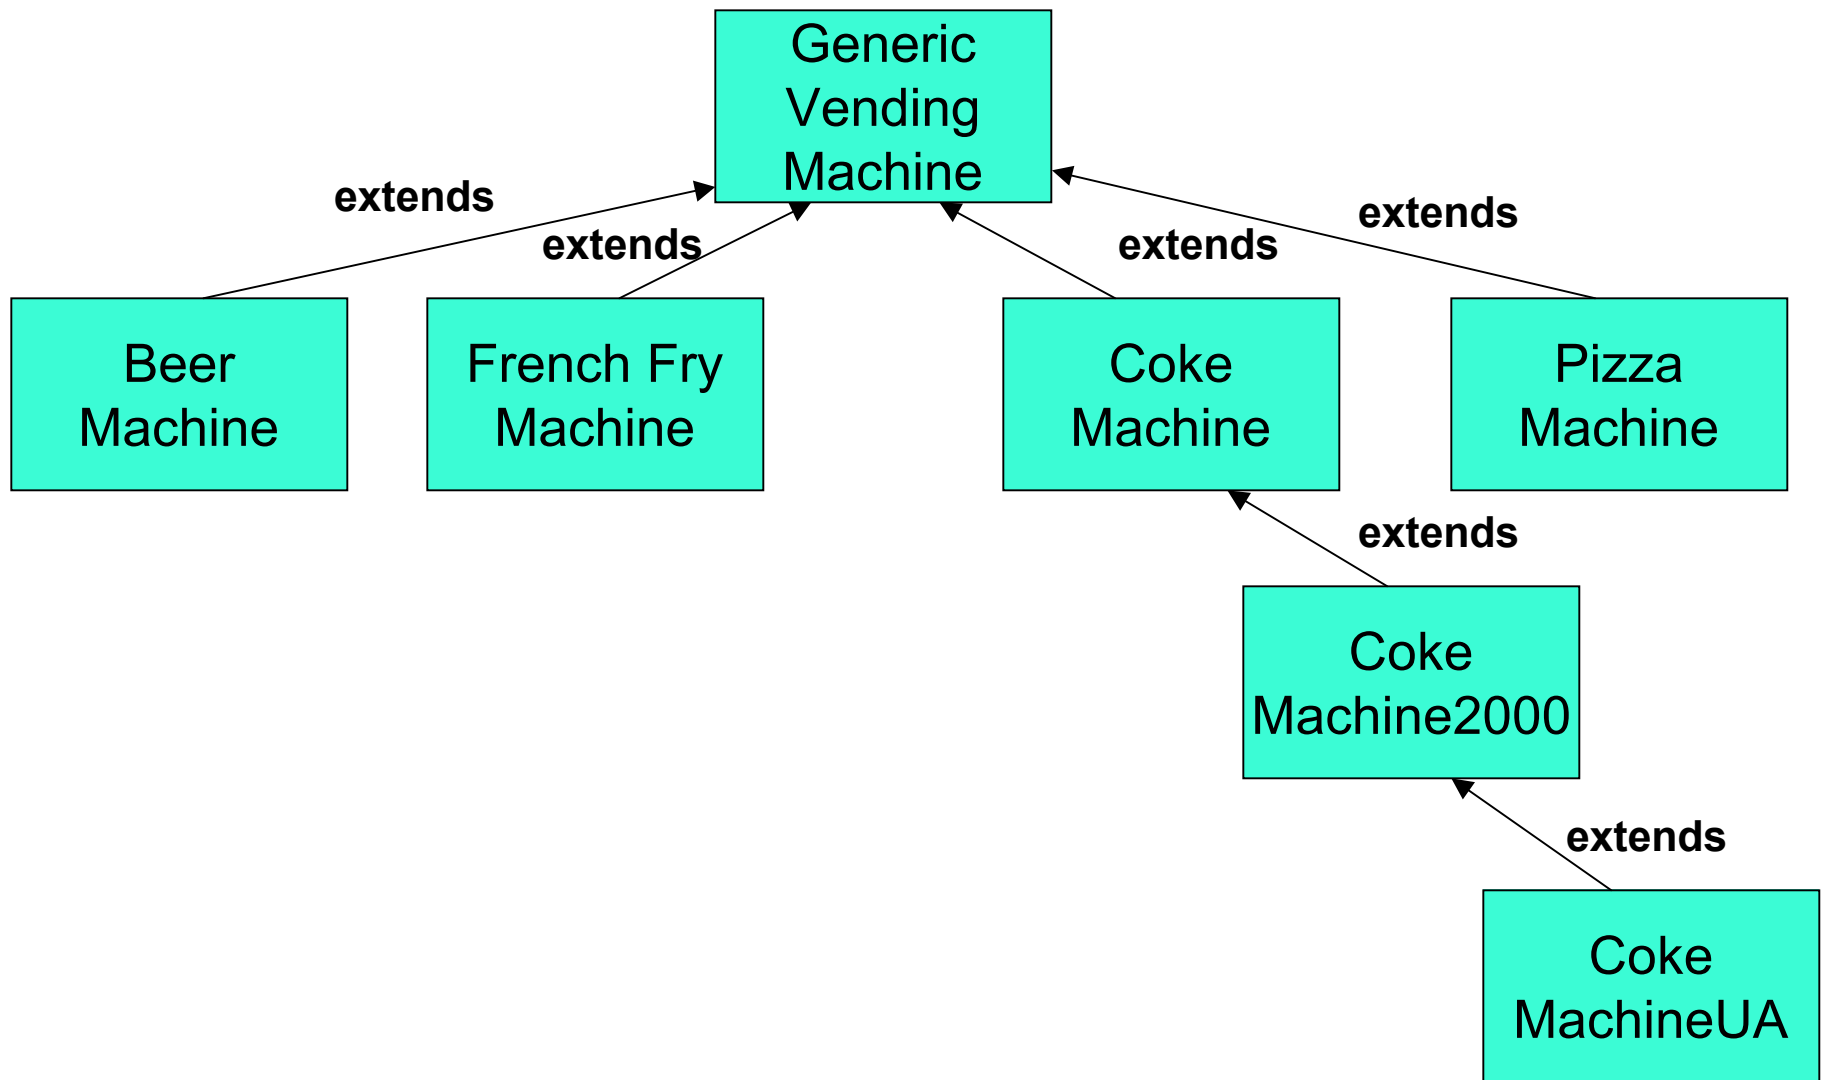 Generic
Vending
Machine
extends
extends
extends
extends
Beer
Machine
French Fry
Machine
Coke
Machine
Pizza
Machine
extends
Coke
Machine2000
extends
Coke
MachineUA